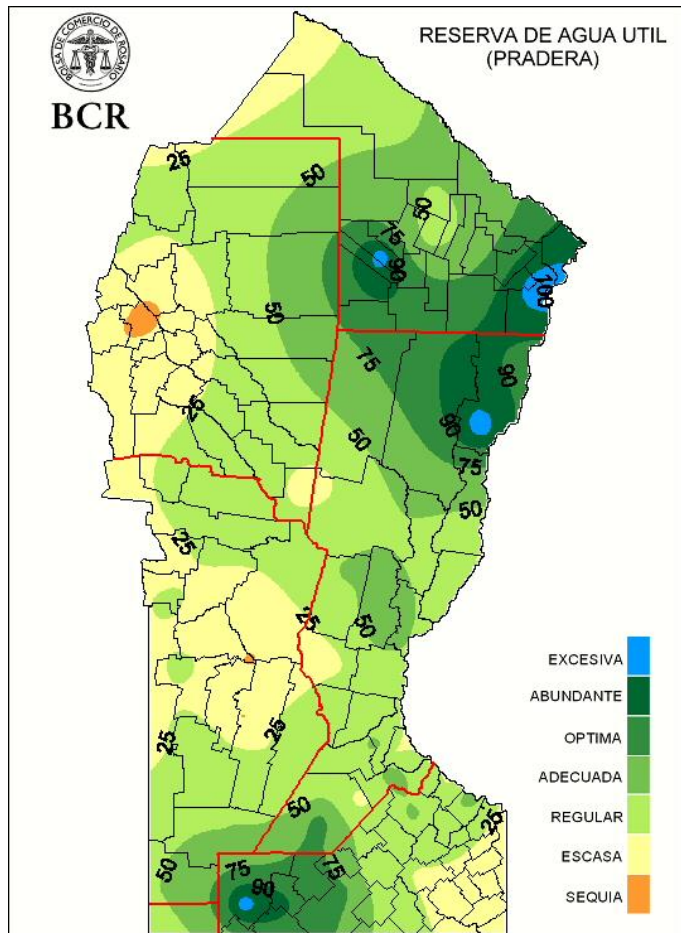 BOLSA DE COMERCIO DE ROSARIO
BCR
RESERVA DE AGUA UTIL
(PRADERA)
25
50
50
75
90
100
50
75
90
25
50
90
75
50
25
25
50
25
25
50
50
75
90
75
25
EXCESIVA
ABUNDANTE
OPTIMA
ADECUADA
REGULAR
ESCASA
SEQUIA